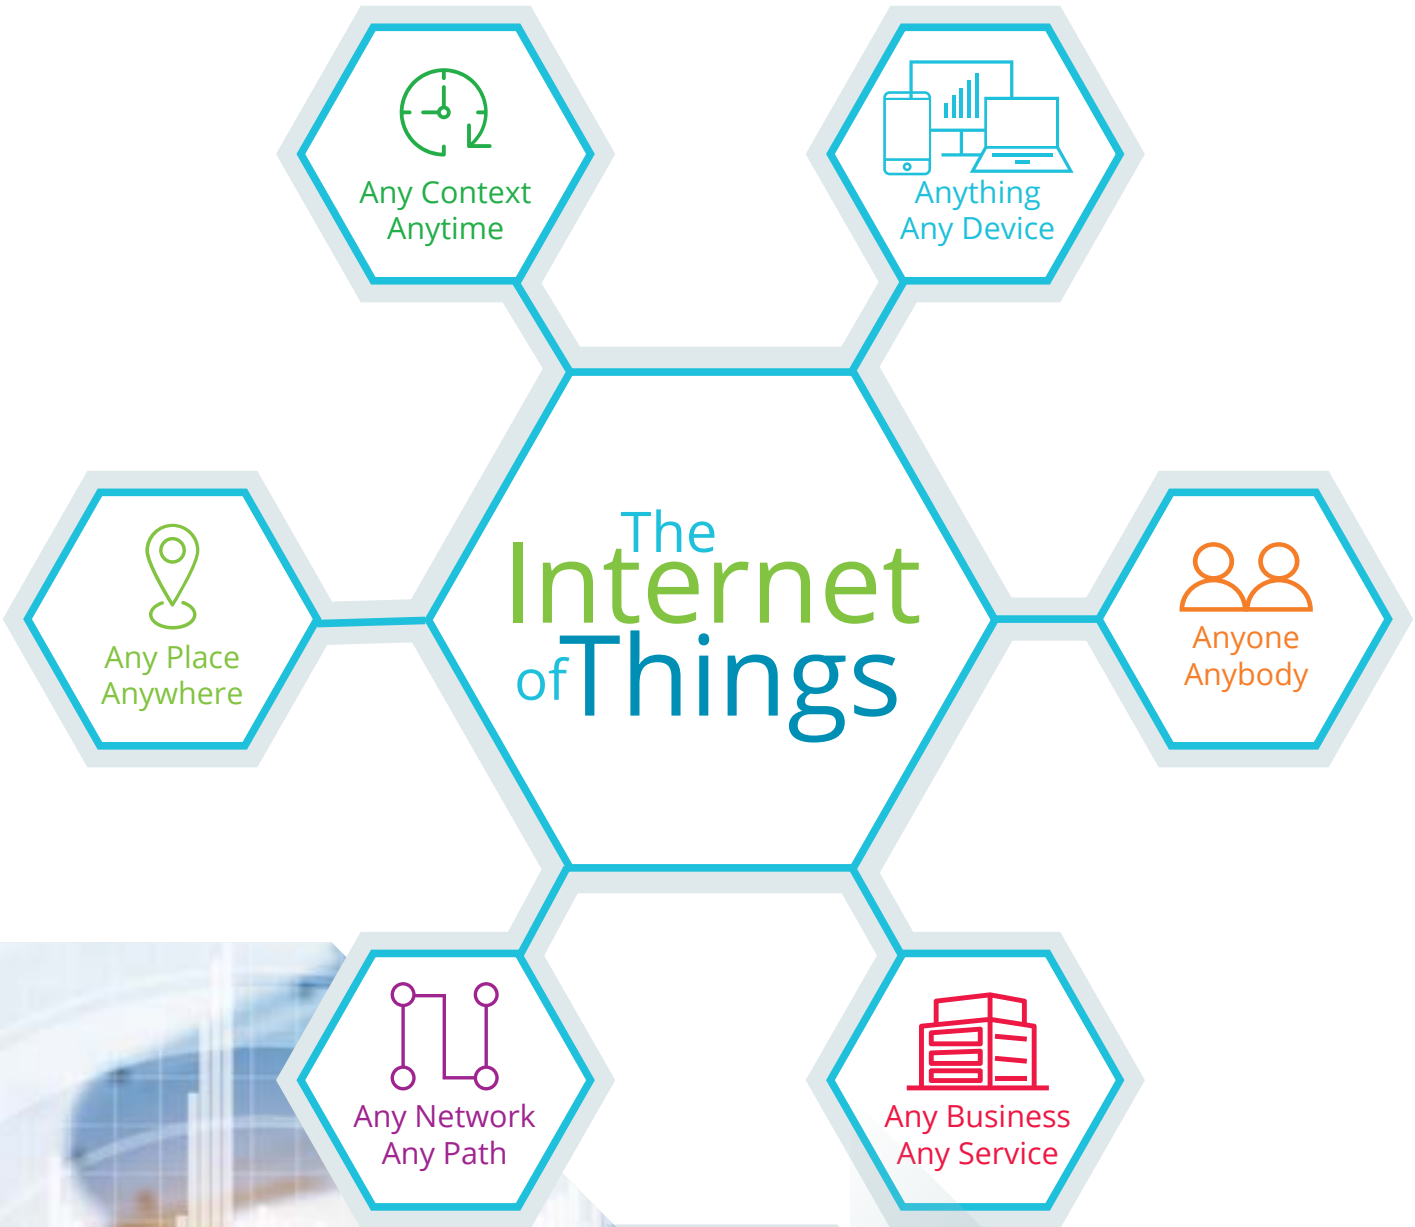 Any Context
Anytime
Anything
Any Device
The
Internet
of Things
Any Place
Anywhere
Anyone
Anybody
Any Network
Any Path
Any Business
Any Service